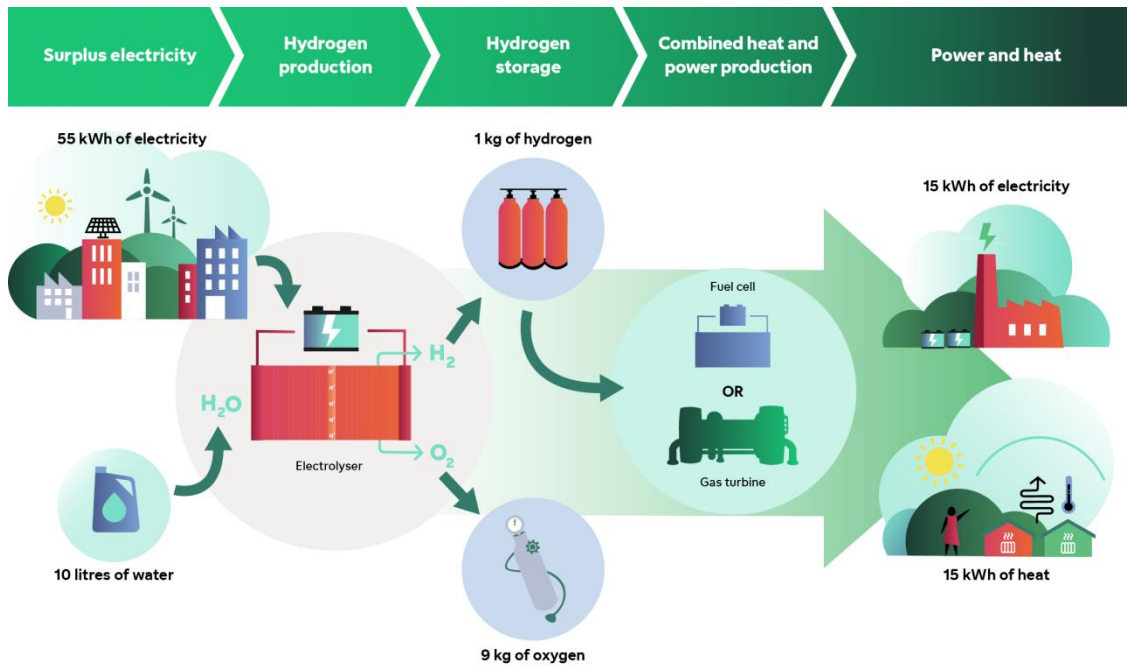 Surplus electricity
Hydrogen
production
Hydrogen
storage
Combined heat and
power production
Power and heat
55 kWh of electricity
1 kg of hydrogen
15 kWh of electricity
Fuel cell
H₂
OR
H₂O
O₂
Electrolyser
Gas turbine
10 litres of water
15 kWh of heat
9 kg of oxygen